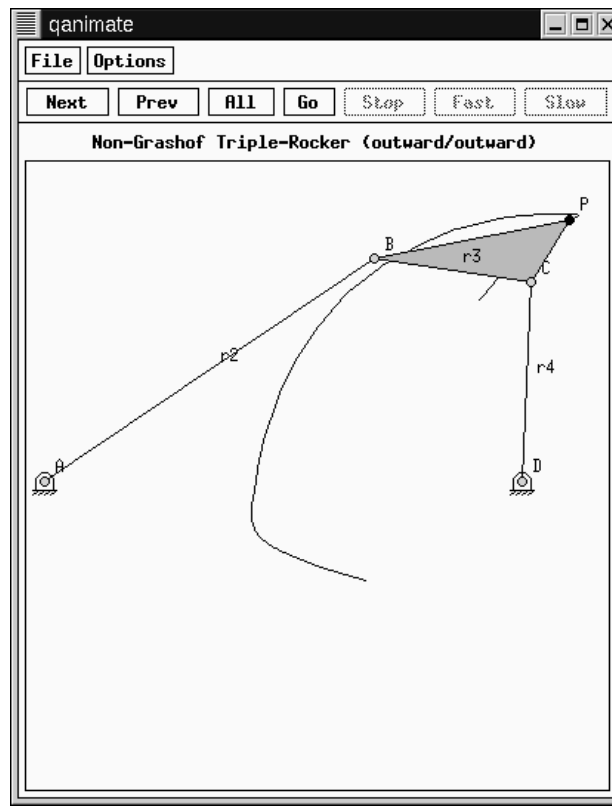 qanimate
File Options
Next Prev All Go Stop Fast Slow
Non-Grashof Triple-Rocker (outward/outward)
P
B
r3
C
r2
r4
A
D